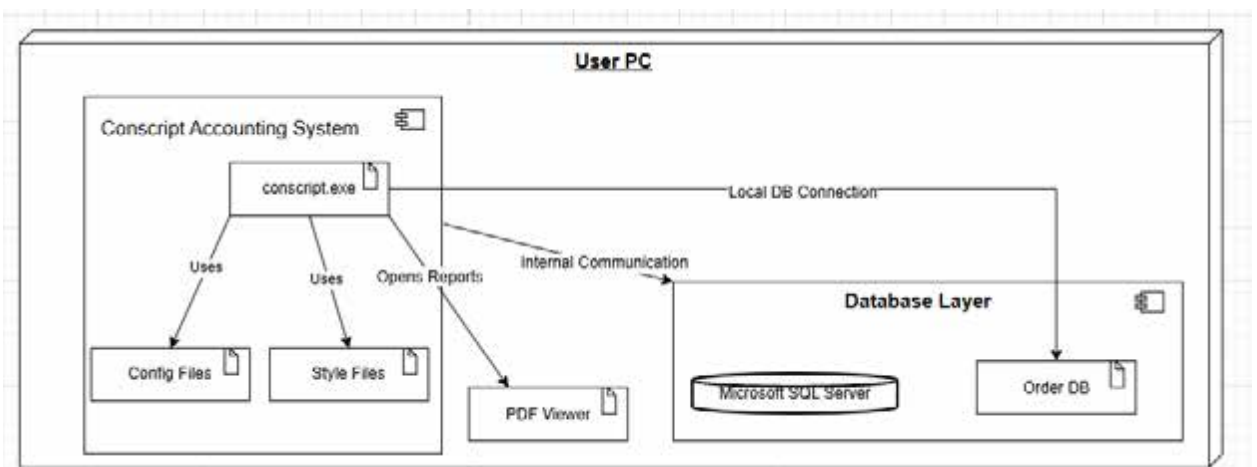 User PC
Conscript Accounting System
conscript.exe
Local DB Connection
Internal Communication
Uses
Uses
Opens Reports
Database Layer
Config Files
Style Files
PDF Viewer
Microsoft SQL Server
Order DB